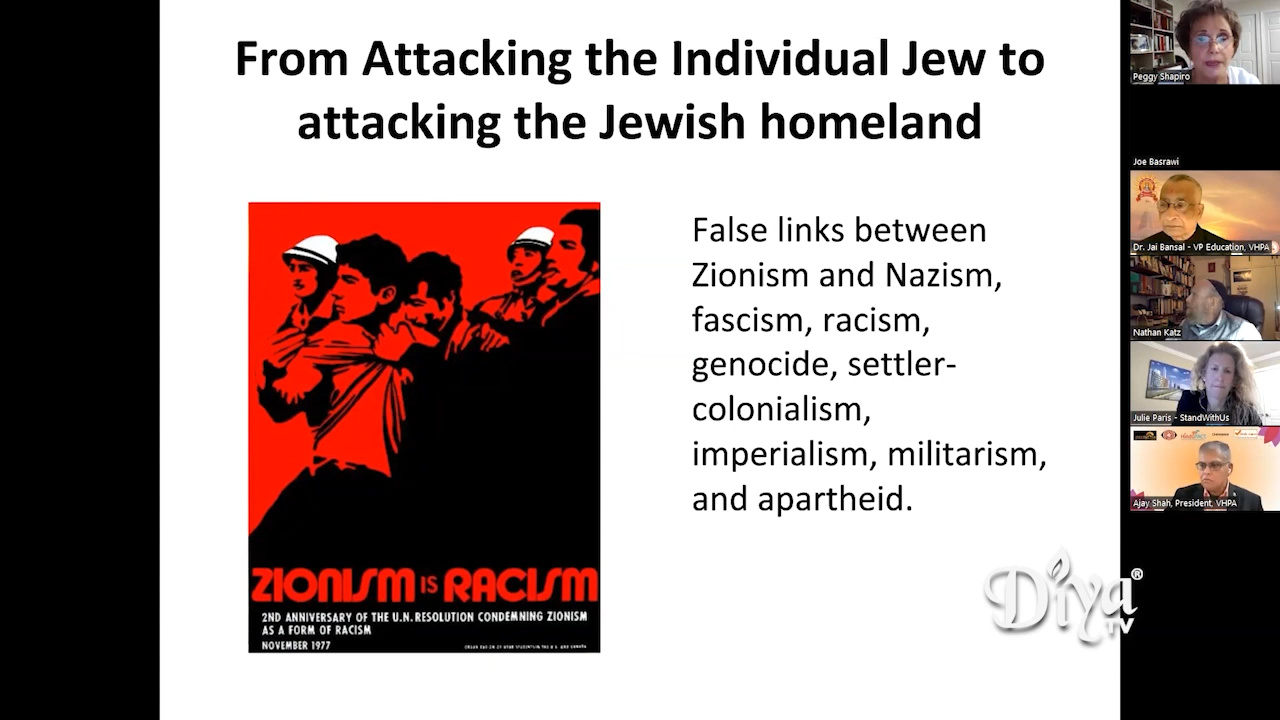 From Attacking the Individual Jew to
attacking the Jewish homeland
False links between
Zionism and Nazism,
fascism, racism,
genocide, settler-
colonialism,
imperialism, militarism,
and apartheid.
ZIONISM IS RACISM
2ND ANNIVERSARY OF THE U.N. RESOLUTION CONDEMNING ZIONISM
AS A FORM OF RACISM
NOVEMBER 1977
Peggy Shapiro
Joe Basrawi
Dr. Jai Bansal - VP Education, VHPA
Nathan Katz
Julie Paris - StandWithUs
Ajay Shah, President, VHPA
Diya®
TV